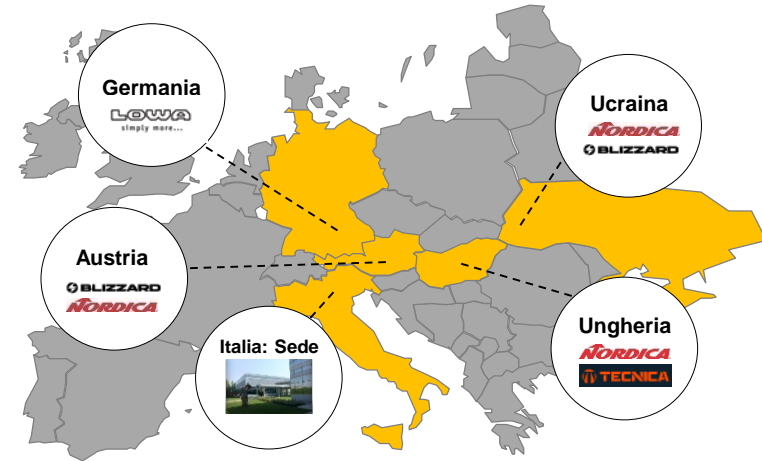 Germania
LOWA
simply more...
Ucraina
NORDICA
BLIZZARD
Austria
BLIZZARD
NORDICA
Italia: Sede
Ungheria
NORDICA
TECNICA